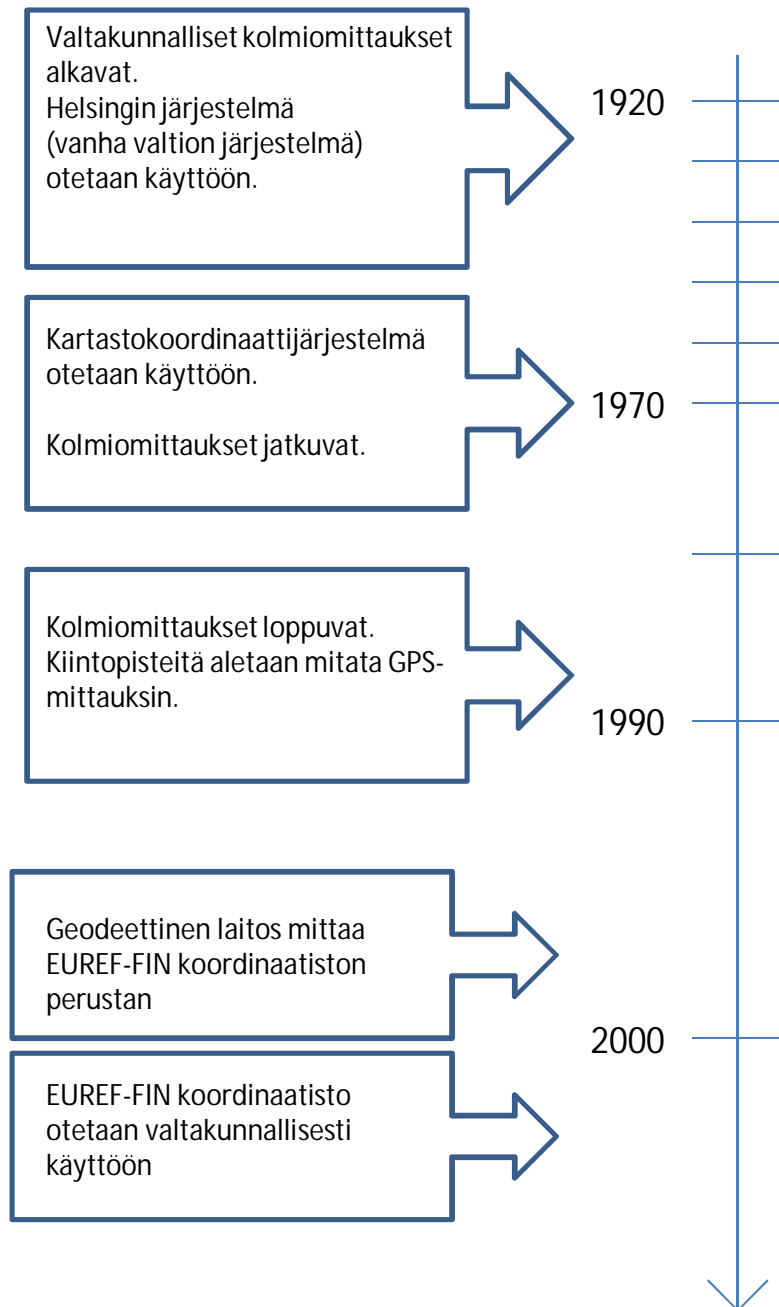 Valtakunnalliset kolmiomittaukset
alkavat.
Helsingin järjestelmä
(vanha valtion järjestelmä)
otetaan käyttöön.
1920
Kartastokoordinaattijärjestelmä
otetaan käyttöön.
Kolmiomittaukset jatkuvat.
1970
Kolmiomittaukset loppuvat.
Kiintopisteitä aletaan mitata GPS-
mittauksin.
1990
Geodeettinen laitos mittaa
EUREF-FIN koordinaatiston
perustan
2000
EUREF-FIN koordinaatisto
otetaan valtakunnallisesti
käyttöön